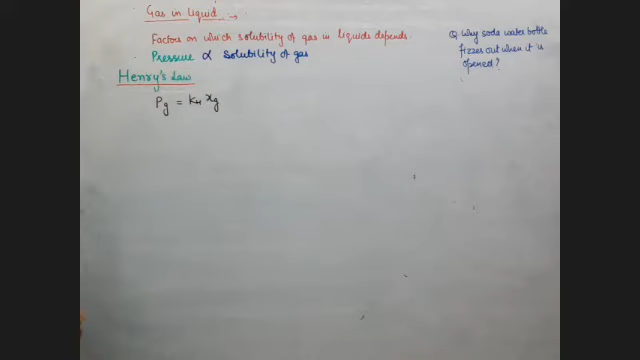 Gas in liquid :→
Factors on which solubility of gas in liquids depends.
Pressure ∝ Solubility of gas
Henry's Law
Pg = KH xg
Q. Why soda water bottle
fizzes out when it is
opened?